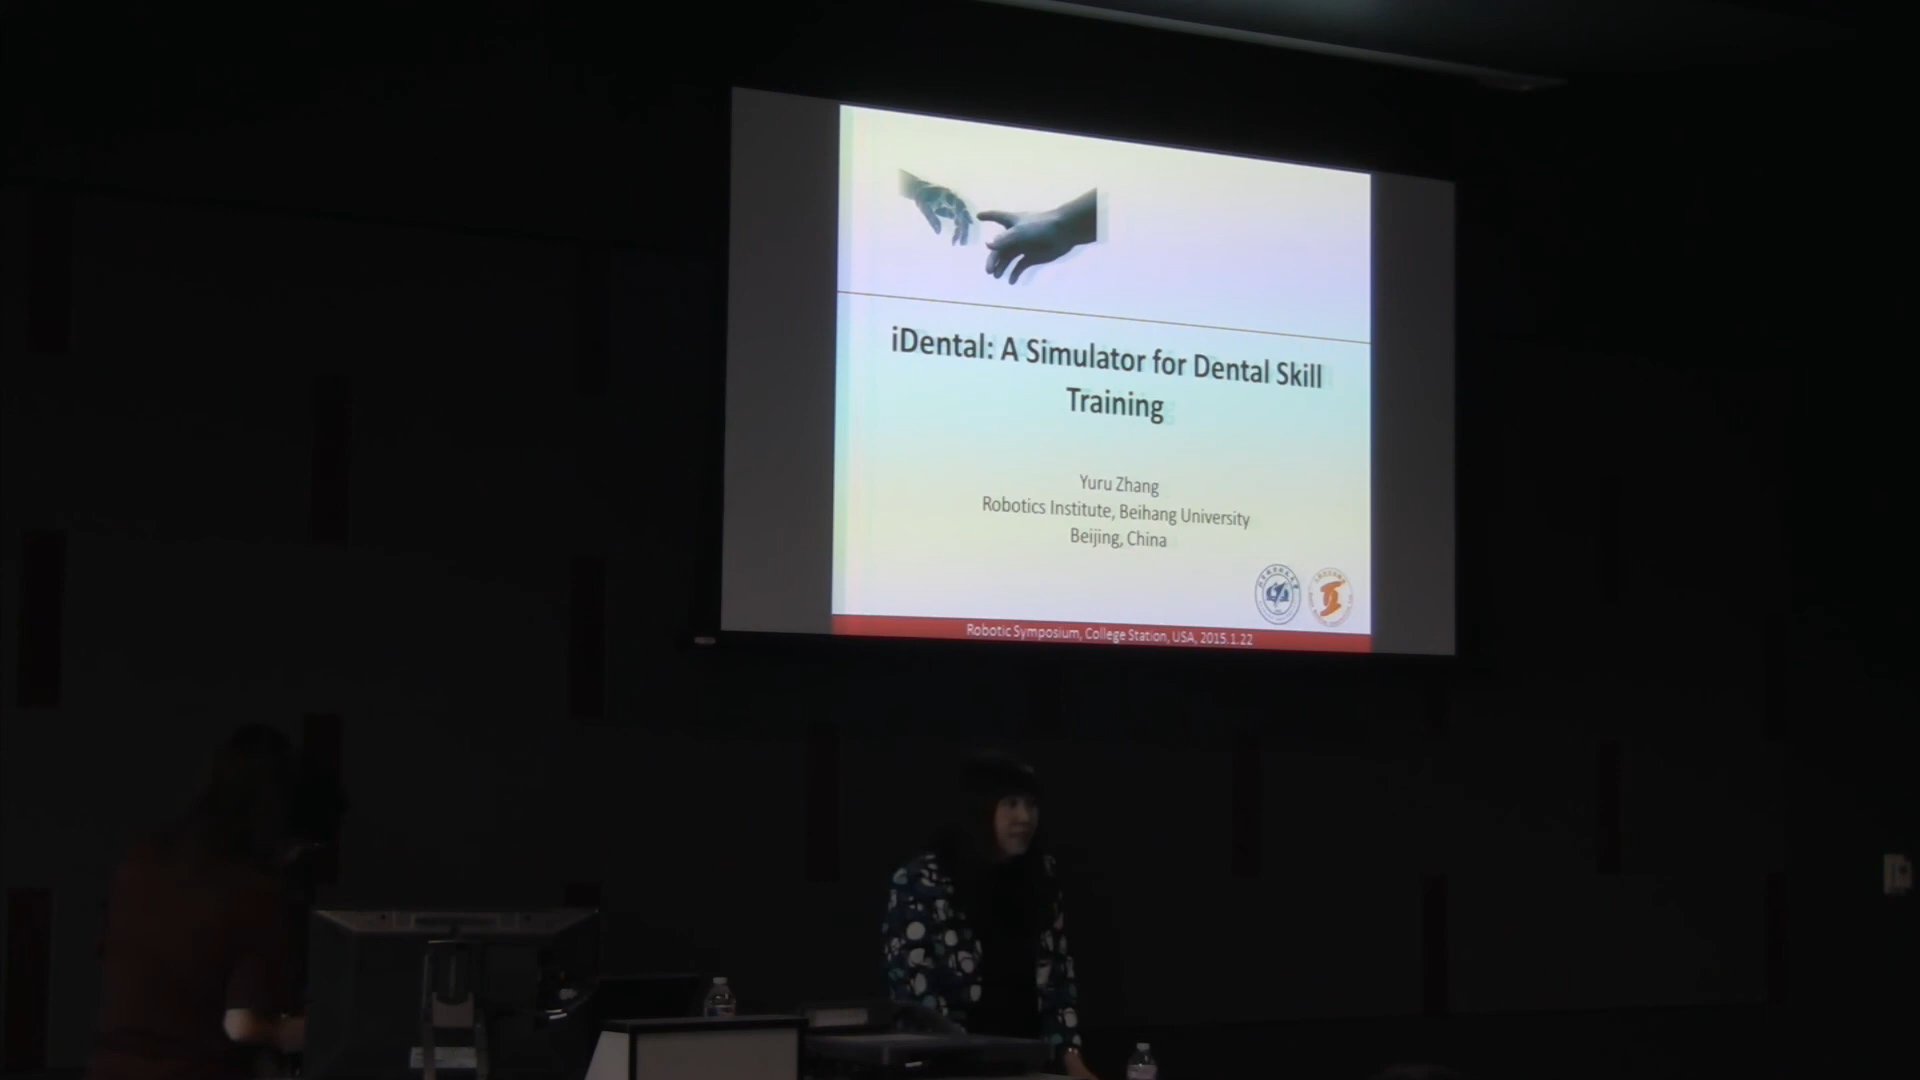 iDental: A Simulator for Dental Skill
Training
Yuru Zhang
Robotics Institute, Beihang University
Beijing, China
Robotic Symposium, College Station, USA, 2015.1.22